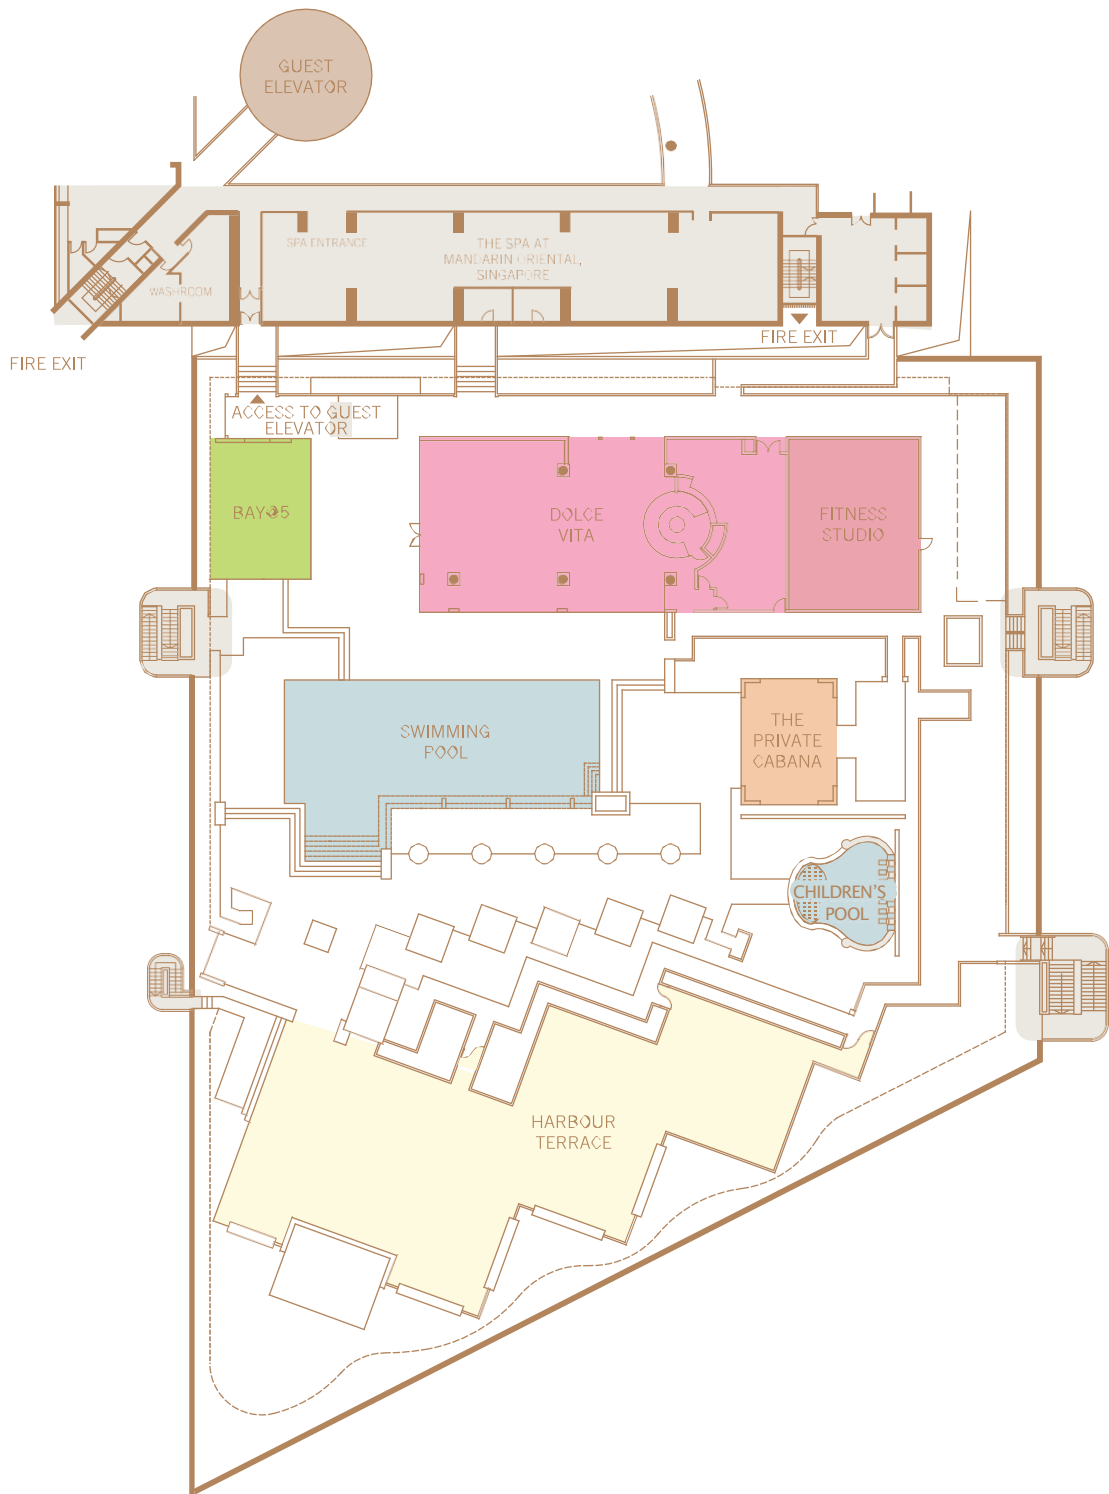 GUEST
ELEVATOR
SPA ENTRANCE
THE SPA AT
MANDARIN ORIENTAL,
SINGAPORE
WASHROOM
FIRE EXIT
FIRE EXIT
ACCESS TO GUEST
ELEVATOR
BAY@5
DOLCE
VITA
FITNESS
STUDIO
SWIMMING
POOL
THE
PRIVATE
CABANA
CHILDREN'S
POOL
HARBOUR
TERRACE